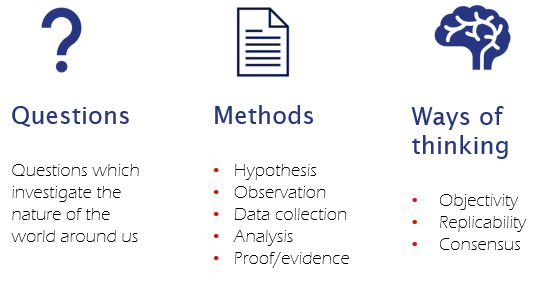 ?
Questions
Questions which
investigate the
nature of the
world around us
Methods
• Hypothesis
• Observation
• Data collection
• Analysis
• Proof/evidence
Ways of
thinking
• Objectivity
• Replicability
• Consensus